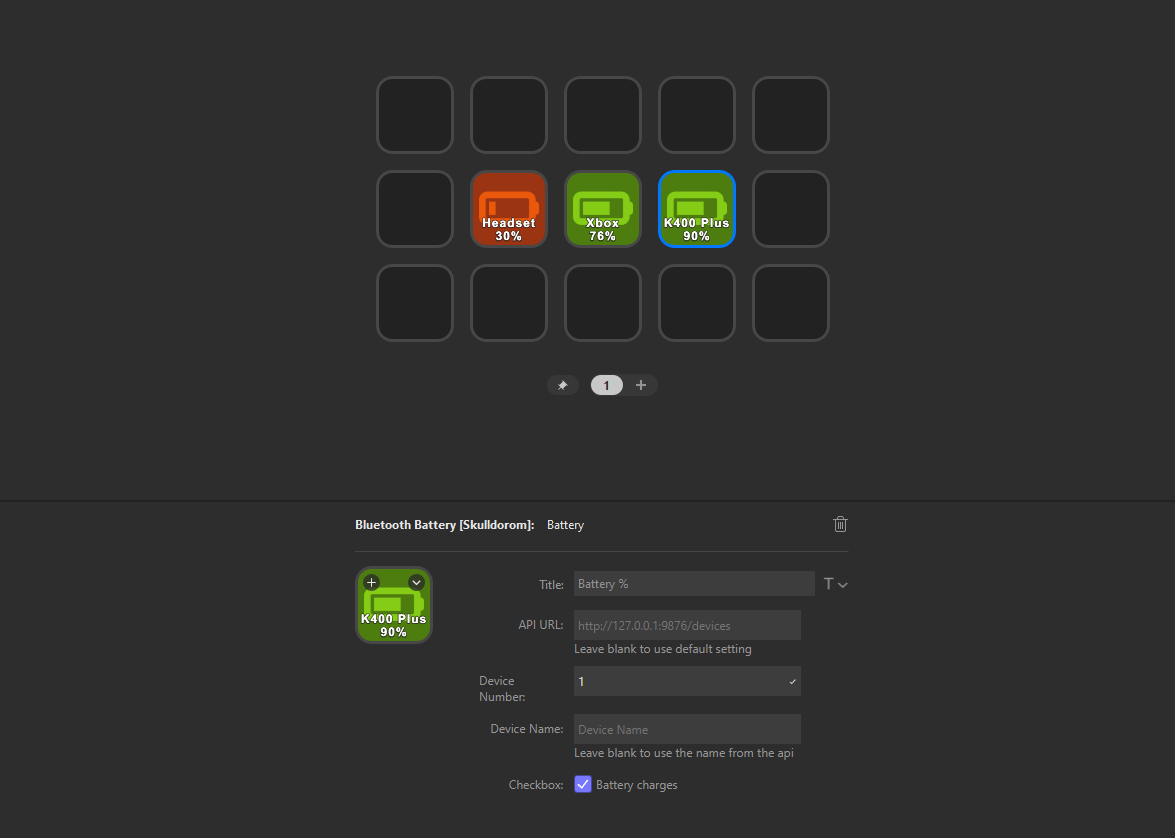 Headset
30%
Xbox
76%
K400 Plus
90%
1
Bluetooth Battery [Skulldorom]: Battery
K400 Plus
90%
Title: Battery % T
API URL: http://127.0.0.1:9876/devices
Leave blank to use default setting
Device
Number:
1
Device Name: Device Name
Leave blank to use the name from the api
Checkbox: Battery charges